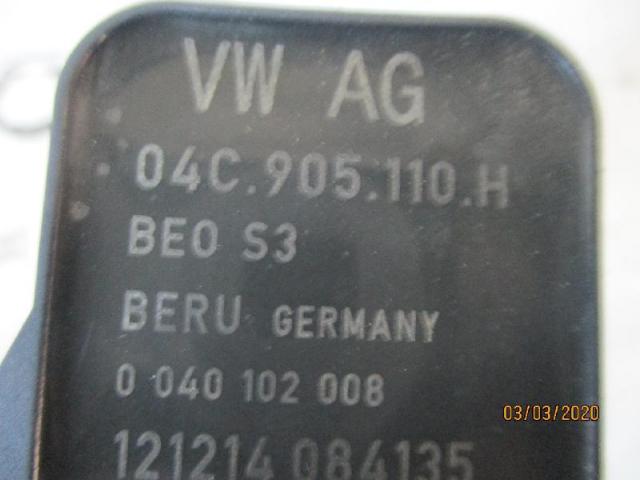 VW AG
04C.905.110.H
BEO S3
BERU GERMANY
0 040 102 008
121214 084135
03/03/2020